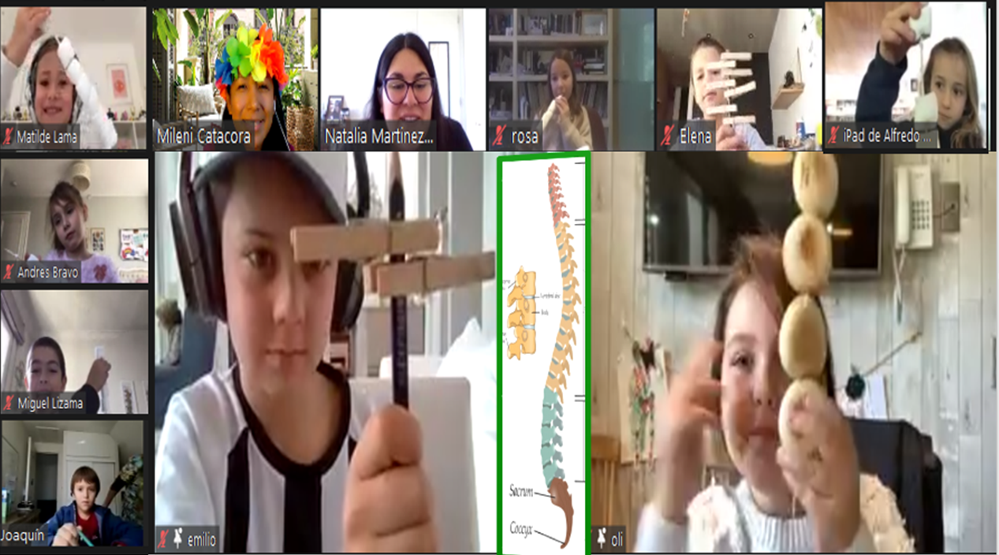 Matilde Lama
Mileni Catacora
Natalia Martinez...
rosa
Elena
iPad de Alfredo ...
Andres Bravo
Miguel Lizama
Joaquín
emilio
Body
Sacrum
Coccyx
oli